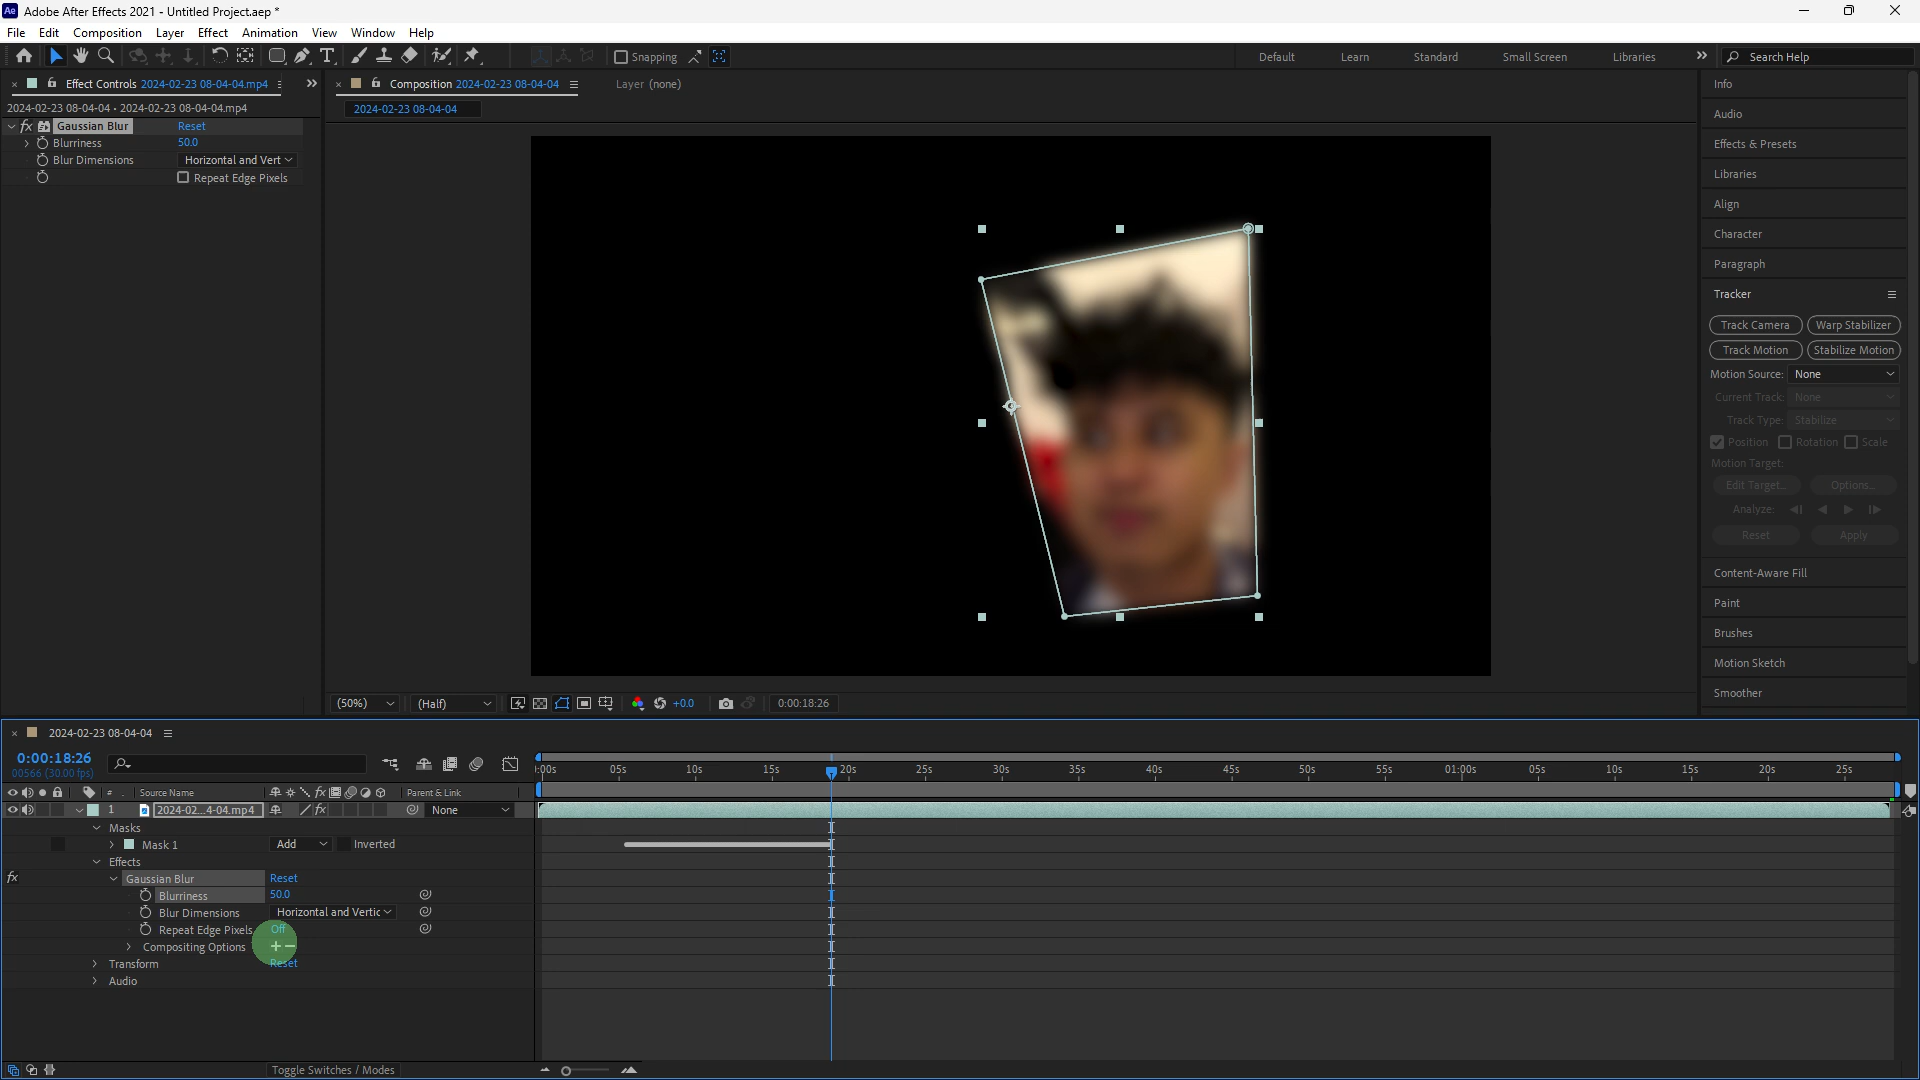 Adobe After Effects 2021 - Untitled Project.aep *
File Edit Composition Layer Effect Animation View Window Help
Snapping Default Learn Standard Small Screen Libraries Search Help
Effect Controls 2024-02-23 08-04-04.mp4
Composition 2024-02-23 08-04-04 Layer (none)
2024-02-23 08-04-04 • 2024-02-23 08-04-04.mp4
2024-02-23 08-04-04
fx Gaussian Blur Reset
Blurriness 50.0
Blur Dimensions Horizontal and Vert
Repeat Edge Pixels
Info
Audio
Effects & Presets
Libraries
Align
Character
Paragraph
Tracker
Track Camera Warp Stabilizer
Track Motion Stabilize Motion
Motion Source: None
Current Track: None
Track Type: Stabilize
Position Rotation Scale
Motion Target:
Edit Target... Options...
Analyze:
Reset Apply
Content-Aware Fill
Paint
Brushes
Motion Sketch
Smoother
(50%) (Half) +0.0 0:00:18:26
2024-02-23 08-04-04
0:00:18:26
00566 (30.00 fps)
:00s 05s 10s 15s 20s 25s 30s 35s 40s 45s 50s 55s 01:00s 05s 10s 15s 20s 25s
# Source Name fx Parent & Link
1 2024-02...4-04.mp4 fx None
Masks
Mask 1 Add Inverted
Effects
fx Gaussian Blur Reset
Blurriness 50.0
Blur Dimensions Horizontal and Vertic
Repeat Edge Pixels Off
Compositing Options +–
Transform Reset
Audio
Toggle Switches / Modes